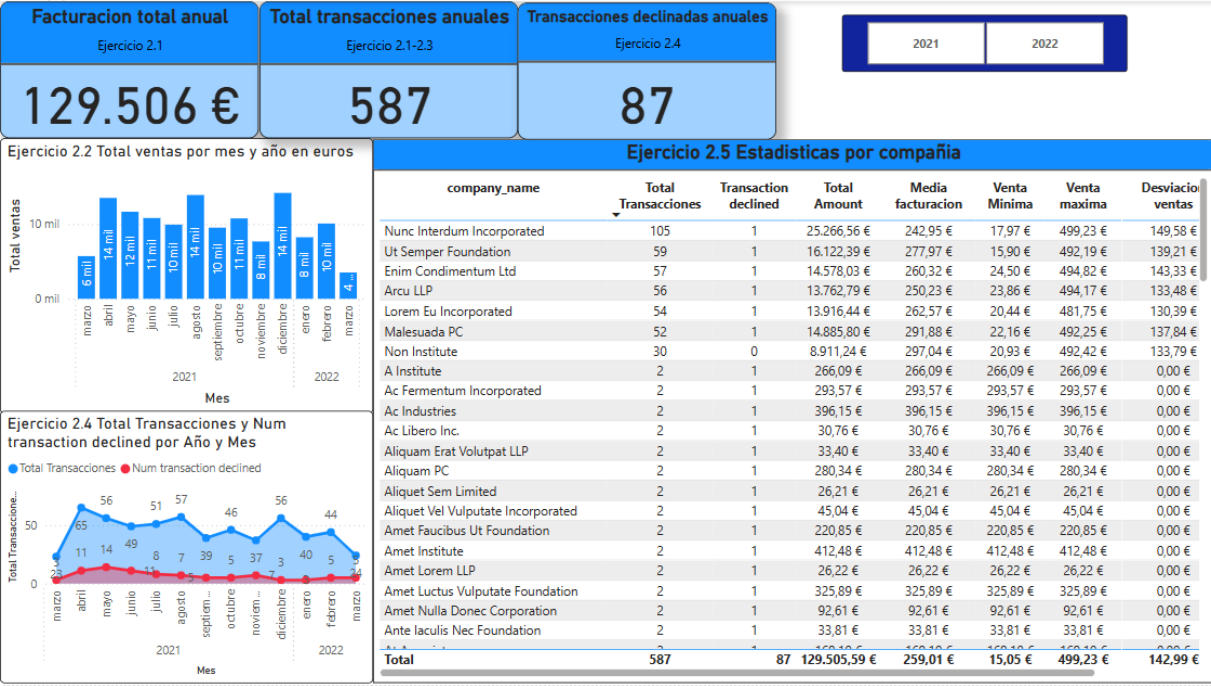 Facturacion total anual
Ejercicio 2.1
129.506 €
Total transacciones anuales
Ejercicio 2.1-2.3
587
Transacciones declinadas anuales
Ejercicio 2.4
87
2021 2022
Ejercicio 2.2 Total ventas por mes y año en euros
Total ventas
10 mil
0 mil
6 mil 14 mil 12 mil 11 mil 10 mil 14 mil 10 mil 11 mil 8 mil 14 mil 8 mil 10 mil 4 ...
marzo abril mayo junio julio agosto septiembre octubre noviembre diciembre enero febrero marzo
2021 2022
Mes
Ejercicio 2.4 Total Transacciones y Num
transaction declined por Año y Mes
Total Transacciones Num transaction declined
Total Transaccione...
50
0
65 56 49 51 57 39 46 37 56 40 44 24
11 14 11 8 7 5 5 7 3 5
marzo abril mayo junio julio agosto septiem... octubre noviem... diciembre enero febrero marzo
2021 2022
Mes
Ejercicio 2.5 Estadisticas por compañia
company_name Total Transacciones Transaction declined Total Amount Media facturacion Venta Minima Venta maxima Desviacion ventas
Nunc Interdum Incorporated 105 1 25.266,56 € 242,95 € 17,97 € 499,23 € 149,58 €
Ut Semper Foundation 59 1 16.122,39 € 277,97 € 15,90 € 492,19 € 139,21 €
Enim Condimentum Ltd 57 1 14.578,03 € 260,32 € 24,50 € 494,82 € 143,33 €
Arcu LLP 56 1 13.762,79 € 250,23 € 23,86 € 494,17 € 133,48 €
Lorem Eu Incorporated 54 1 13.916,44 € 262,57 € 20,44 € 481,75 € 130,39 €
Malesuada PC 52 1 14.885,80 € 291,88 € 22,16 € 492,25 € 137,84 €
Non Institute 30 0 8.911,24 € 297,04 € 20,93 € 492,42 € 133,79 €
A Institute 2 1 266,09 € 266,09 € 266,09 € 266,09 € 0,00 €
Ac Fermentum Incorporated 2 1 293,57 € 293,57 € 293,57 € 293,57 € 0,00 €
Ac Industries 2 1 396,15 € 396,15 € 396,15 € 396,15 € 0,00 €
Ac Libero Inc. 2 1 30,76 € 30,76 € 30,76 € 30,76 € 0,00 €
Aliquam Erat Volutpat LLP 2 1 33,40 € 33,40 € 33,40 € 33,40 € 0,00 €
Aliquam PC 2 1 280,34 € 280,34 € 280,34 € 280,34 € 0,00 €
Aliquet Sem Limited 2 1 26,21 € 26,21 € 26,21 € 26,21 € 0,00 €
Aliquet Vel Vulputate Incorporated 2 1 45,04 € 45,04 € 45,04 € 45,04 € 0,00 €
Amet Faucibus Ut Foundation 2 1 220,85 € 220,85 € 220,85 € 220,85 € 0,00 €
Amet Institute 2 1 412,48 € 412,48 € 412,48 € 412,48 € 0,00 €
Amet Lorem LLP 2 1 26,22 € 26,22 € 26,22 € 26,22 € 0,00 €
Amet Luctus Vulputate Foundation 2 1 325,89 € 325,89 € 325,89 € 325,89 € 0,00 €
Amet Nulla Donec Corporation 2 1 92,61 € 92,61 € 92,61 € 92,61 € 0,00 €
Ante Iaculis Nec Foundation 2 1 33,81 € 33,81 € 33,81 € 33,81 € 0,00 €
Total 587 87 129.505,59 € 259,01 € 15,05 € 499,23 € 142,99 €